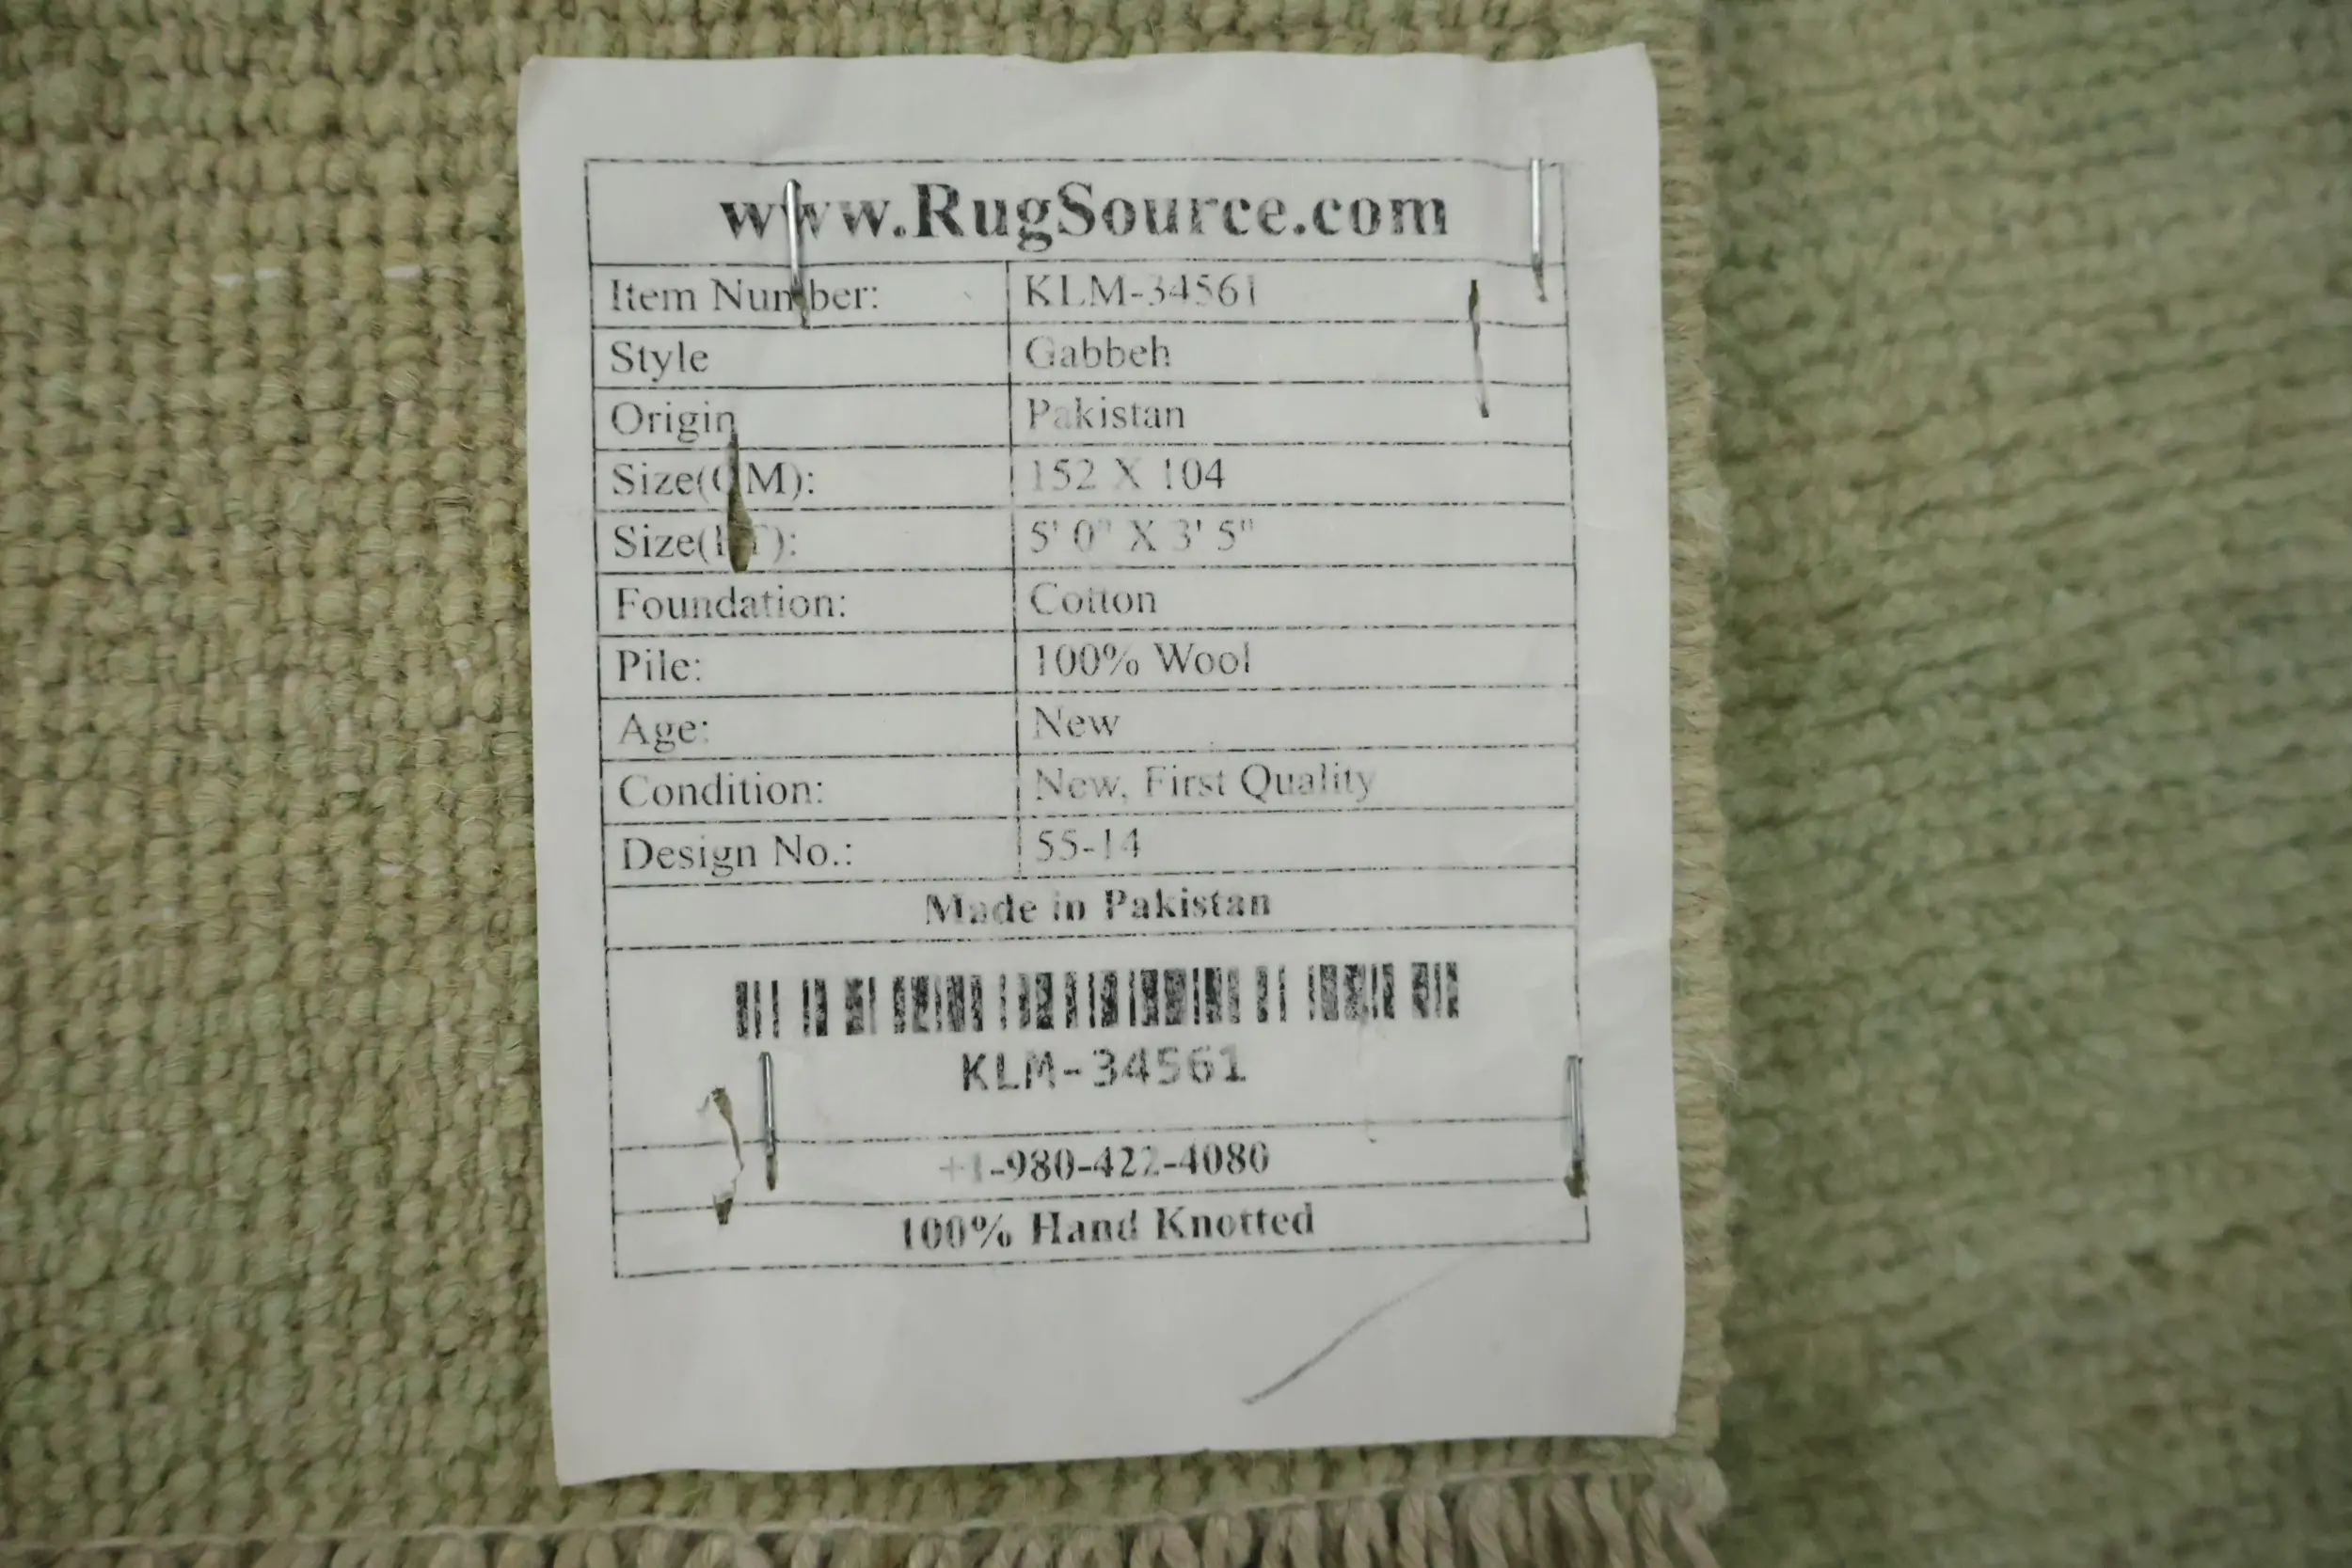 www.RugSource.com
Item Number: KLM-34561
Style Gabbeh
Origin Pakistan
Size(CM): 152 X 104
Size(FT): 5' 0" X 3' 5"
Foundation: Cotton
Pile: 100% Wool
Age: New
Condition: New, First Quality
Design No.: 55-14
Made in Pakistan
KLM-34561
+1-980-422-4080
100% Hand Knotted